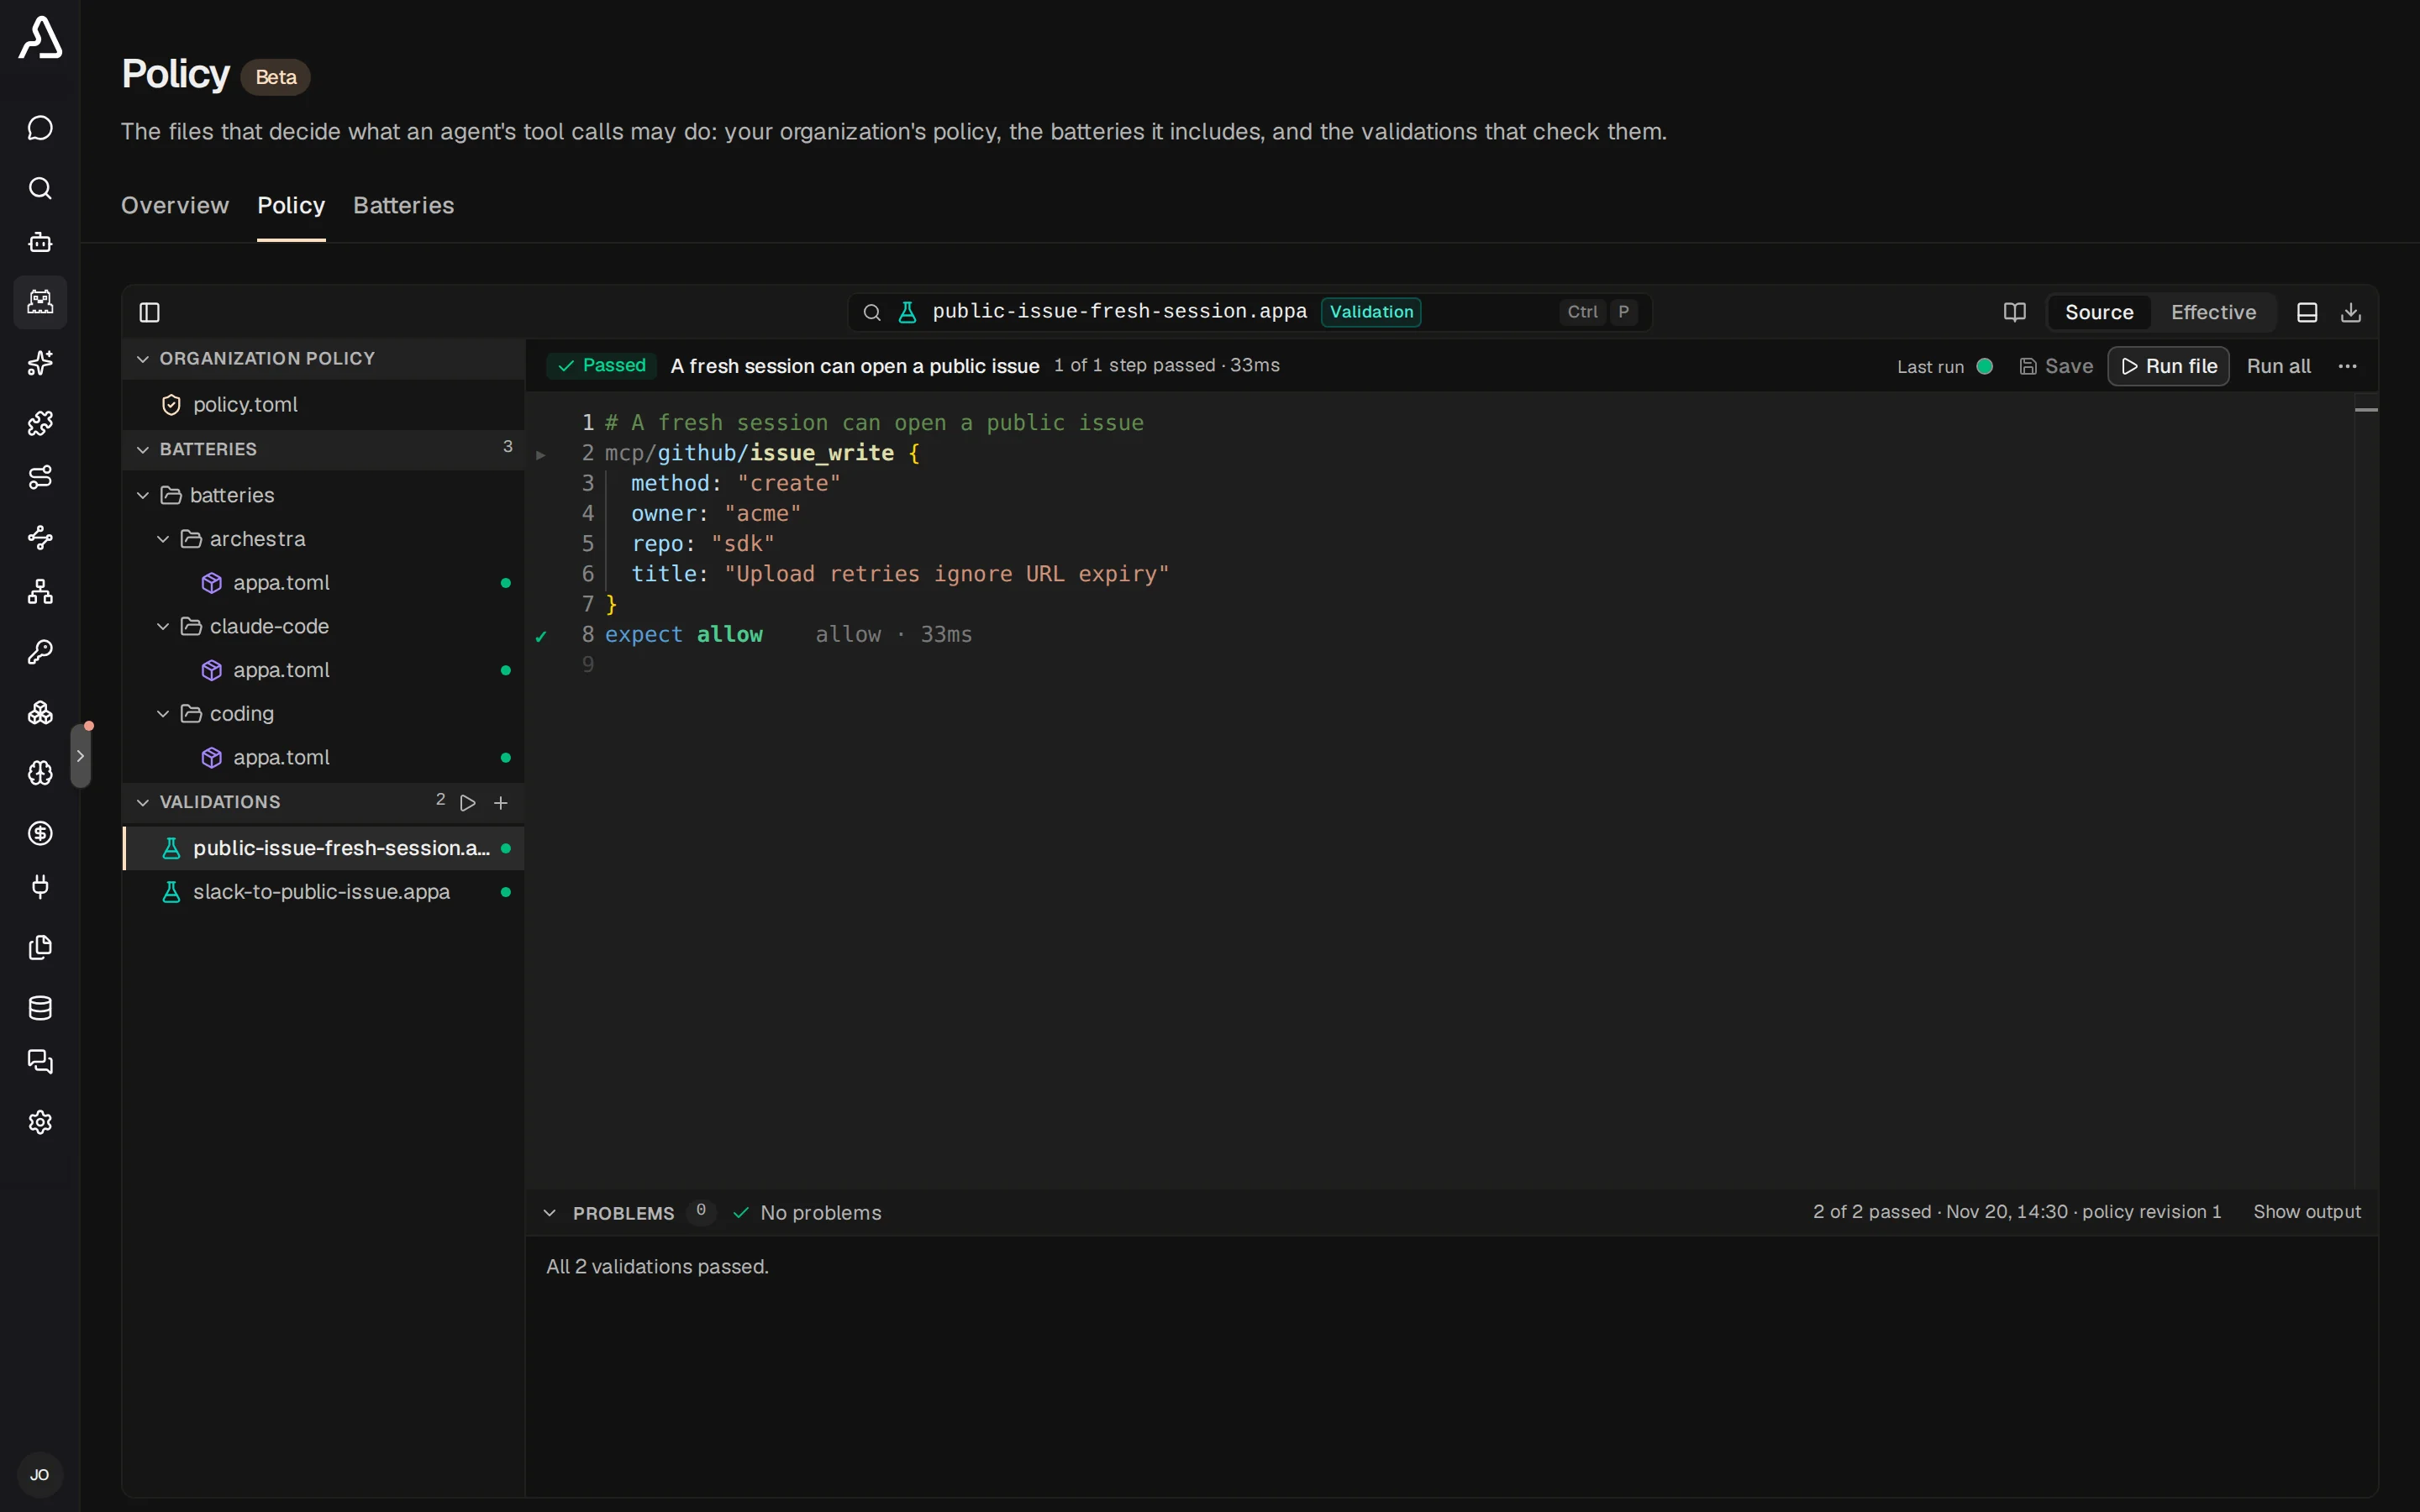 Policy Beta
The files that decide what an agent's tool calls may do: your organization's policy, the batteries it includes, and the validations that check them.
Overview Policy Batteries
public-issue-fresh-session.appa Validation Ctrl P
Source Effective
ORGANIZATION POLICY
policy.toml
BATTERIES 3
batteries
archestra
appa.toml
claude-code
appa.toml
coding
appa.toml
VALIDATIONS 2
public-issue-fresh-session.a...
slack-to-public-issue.appa
Passed A fresh session can open a public issue 1 of 1 step passed · 33ms
Last run Save Run file Run all
1 # A fresh session can open a public issue
2 mcp/github/issue_write {
3 method: "create"
4 owner: "acme"
5 repo: "sdk"
6 title: "Upload retries ignore URL expiry"
7 }
8 expect allow allow · 33ms
9
PROBLEMS 0 No problems
2 of 2 passed · Nov 20, 14:30 · policy revision 1 Show output
All 2 validations passed.
JO